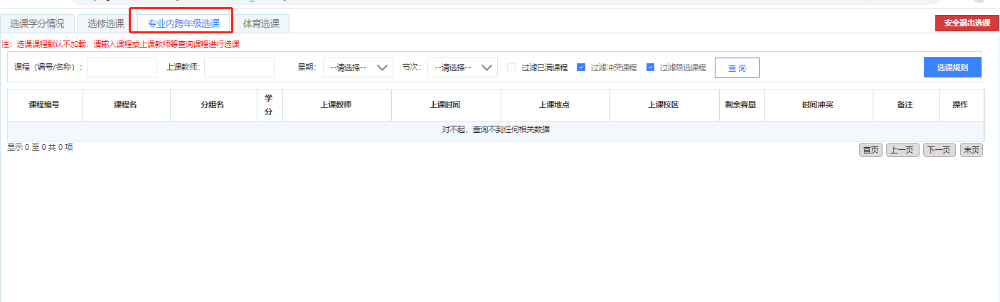 选课学分情况 选修选课 专业内跨年级选课 体育选课 安全退出选课
注：选课课程默认不加载，请输入课程或上课教师等查询课程进行选课
课程（编号/名称）： 上课教师： 星期： --请选择-- 节次： --请选择-- 过滤已满课程 过滤冲突课程 过滤限选课程 查 询 选课规则
课程编号 课程名 分组名 学分 上课教师 上课时间 上课地点 上课校区 剩余容量 时间冲突 备注 操作
对不起，查询不到任何相关数据
显示 0 至 0 共 0 项 首页 上一页 下一页 末页